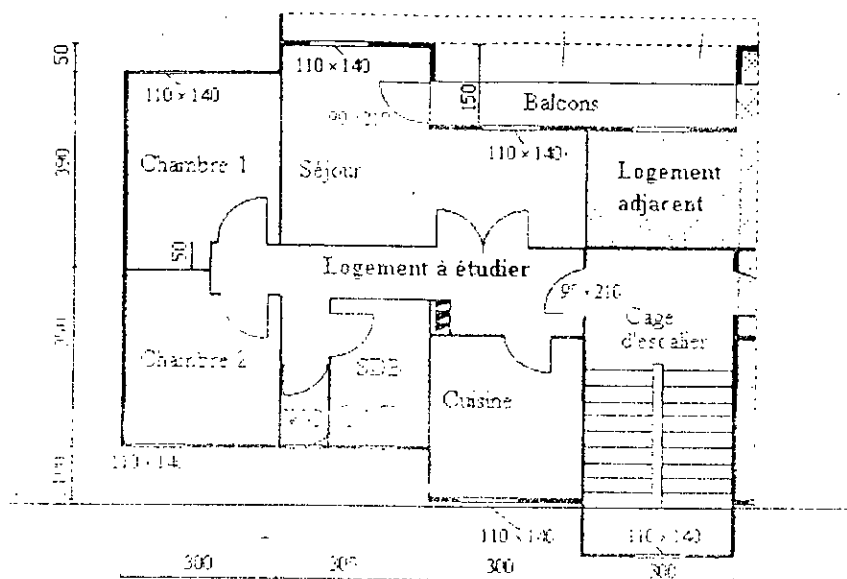 50
110 × 140
110 × 140
150
Balcons
110 × 140
390
Chambre 1
Séjour
Logement
adjacent
50
Logement à étudier
Cage
d'escalier
Chambre 2
SDB
Cuisine
110 × 140
110 × 140
300
300
300